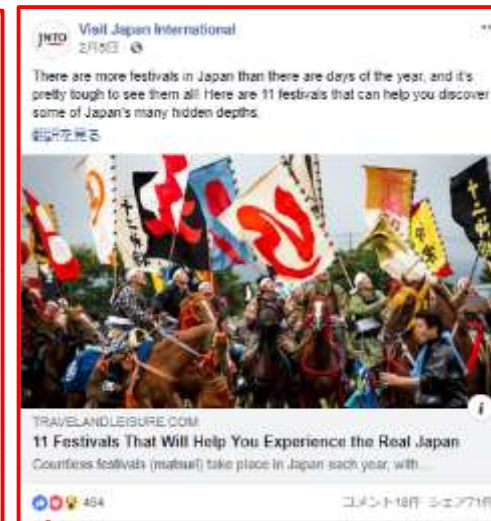 JNTO
Visit Japan International
2月5日
There are more festivals in Japan than there are days of the year, and it's
pretty tough to see them all! Here are 11 festivals that can help you discover
some of Japan's many hidden depths.
翻訳を見る
TRAVELANDLEISURE.COM
11 Festivals That Will Help You Experience the Real Japan
Countless festivals (matsuri) take place in Japan each year, with...
464
コメント18件 シェア71件